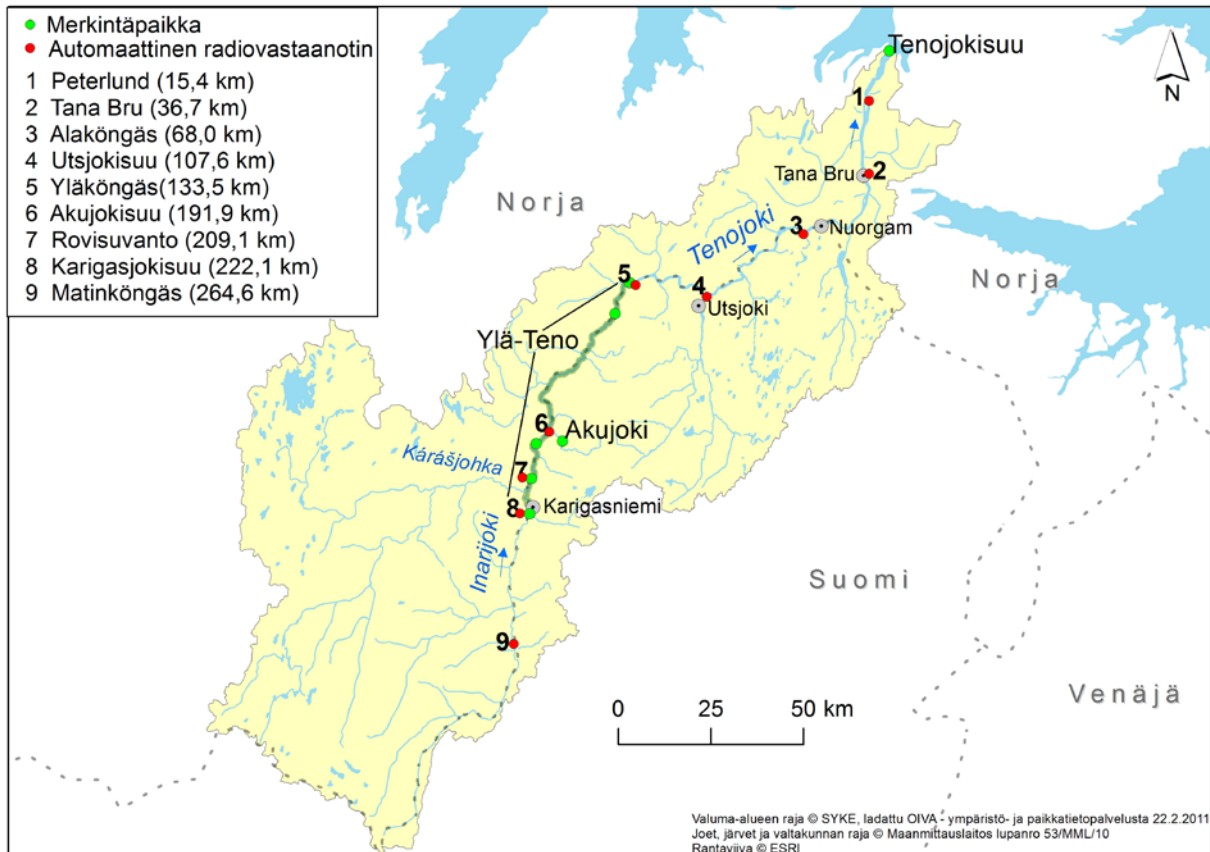 Merkintäpaikka
Automaattinen radiovastaanotin
1 Peterlund (15,4 km)
2 Tana Bru (36,7 km)
3 Alaköngäs (68,0 km)
4 Utsjokisuu (107,6 km)
5 Yläköngäs(133,5 km)
6 Akujokisuu (191,9 km)
7 Rovisuvanto (209,1 km)
8 Karigasjokisuu (222,1 km)
9 Matinköngäs (264,6 km)
Tenojokisuu
N
1
Tana Bru
2
Norja
Tenojoki
3
Nuorgam
Norja
5
4
Utsjoki
Ylä-Teno
6
Akujoki
Kárášjohka
7
8
Karigasniemi
Inarijoki
Suomi
9
Venäjä
0 25 50 km
Valuma-alueen raja © SYKE, ladattu OIVA - ympäristö- ja paikkatietopalvelusta 22.2.2011
Joet, järvet ja valtakunnan raja © Maanmittauslaitos lupanro 53/MML/10
Rantaviiva © ESRI